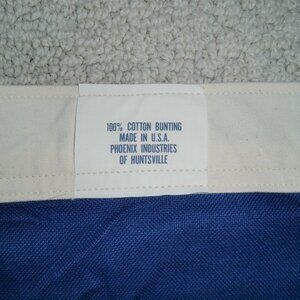 100% COTTON BUNTING
MADE IN U.S.A.
PHOENIX INDUSTRIES
OF HUNTSVILLE